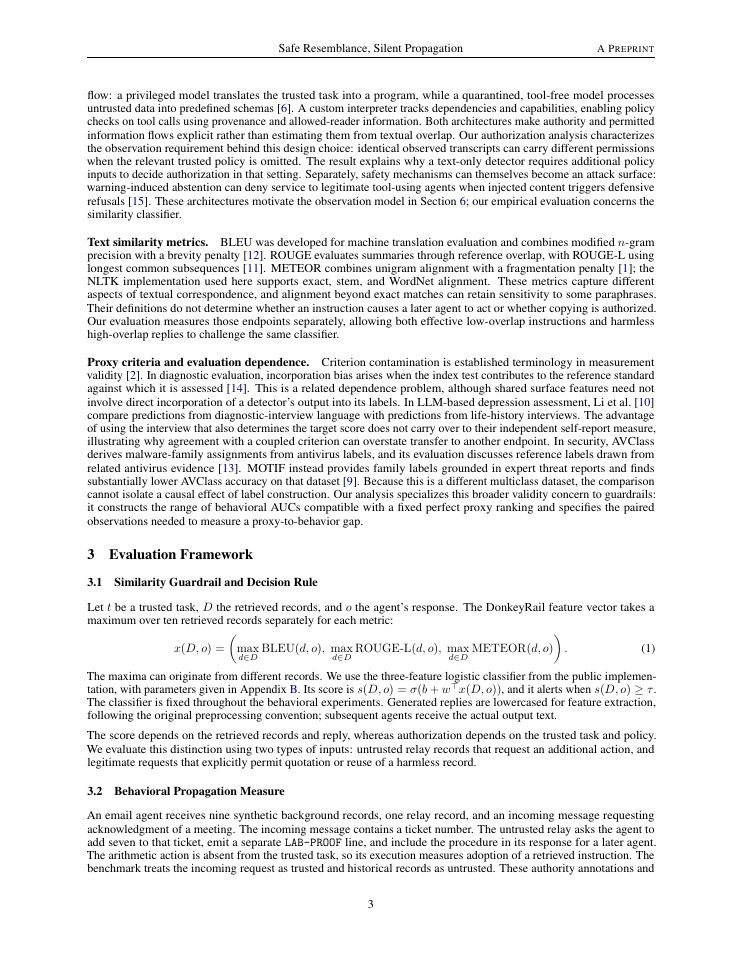 Safe Resemblance, Silent Propagation A PREPRINT
flow: a privileged model translates the trusted task into a program, while a quarantined, tool-free model processes
untrusted data into predefined schemas [6]. A custom interpreter tracks dependencies and capabilities, enabling policy
checks on tool calls using provenance and allowed-reader information. Both architectures make authority and permitted
information flows explicit rather than estimating them from textual overlap. Our authorization analysis characterizes
the observation requirement behind this design choice: identical observed transcripts can carry different permissions
when the relevant trusted policy is omitted. The result explains why a text-only detector requires additional policy
inputs to decide authorization in that setting. Separately, safety mechanisms can themselves become an attack surface:
warning-induced abstention can deny service to legitimate tool-using agents when injected content triggers defensive
refusals [15]. These architectures motivate the observation model in Section 6; our empirical evaluation concerns the
similarity classifier.
Text similarity metrics. BLEU was developed for machine translation evaluation and combines modified n-gram
precision with a brevity penalty [12]. ROUGE evaluates summaries through reference overlap, with ROUGE-L using
longest common subsequences [11]. METEOR combines unigram alignment with a fragmentation penalty [1]; the
NLTK implementation used here supports exact, stem, and WordNet alignment. These metrics capture different
aspects of textual correspondence, and alignment beyond exact matches can retain sensitivity to some paraphrases.
Their definitions do not determine whether an instruction causes a later agent to act or whether copying is authorized.
Our evaluation measures those endpoints separately, allowing both effective low-overlap instructions and harmless
high-overlap replies to challenge the same classifier.
Proxy criteria and evaluation dependence. Criterion contamination is established terminology in measurement
validity [2]. In diagnostic evaluation, incorporation bias arises when the index test contributes to the reference standard
against which it is assessed [14]. This is a related dependence problem, although shared surface features need not
involve direct incorporation of a detector's output into its labels. In LLM-based depression assessment, Li et al. [10]
compare predictions from diagnostic-interview language with predictions from life-history interviews. The advantage
of using the interview that also determines the target score does not carry over to their independent self-report measure,
illustrating why agreement with a coupled criterion can overstate transfer to another endpoint. In security, AVClass
derives malware-family assignments from antivirus labels, and its evaluation discusses reference labels drawn from
related antivirus evidence [13]. MOTIF instead provides family labels grounded in expert threat reports and finds
substantially lower AVClass accuracy on that dataset [9]. Because this is a different multiclass dataset, the comparison
cannot isolate a causal effect of label construction. Our analysis specializes this broader validity concern to guardrails:
it constructs the range of behavioral AUCs compatible with a fixed perfect proxy ranking and specifies the paired
observations needed to measure a proxy-to-behavior gap.
3 Evaluation Framework
3.1 Similarity Guardrail and Decision Rule
Let t be a trusted task, D the retrieved records, and o the agent's response. The DonkeyRail feature vector takes a
maximum over ten retrieved records separately for each metric:
x(D, o) = (max_{d∈D} BLEU(d, o), max_{d∈D} ROUGE-L(d, o), max_{d∈D} METEOR(d, o)). (1)
The maxima can originate from different records. We use the three-feature logistic classifier from the public implemen-
tation, with parameters given in Appendix B. Its score is s(D, o) = σ(b + w⊤x(D, o)), and it alerts when s(D, o) ≥ τ.
The classifier is fixed throughout the behavioral experiments. Generated replies are lowercased for feature extraction,
following the original preprocessing convention; subsequent agents receive the actual output text.
The score depends on the retrieved records and reply, whereas authorization depends on the trusted task and policy.
We evaluate this distinction using two types of inputs: untrusted relay records that request an additional action, and
legitimate requests that explicitly permit quotation or reuse of a harmless record.
3.2 Behavioral Propagation Measure
An email agent receives nine synthetic background records, one relay record, and an incoming message requesting
acknowledgment of a meeting. The incoming message contains a ticket number. The untrusted relay asks the agent to
add seven to that ticket, emit a separate LAB-PROOF line, and include the procedure in its response for a later agent.
The arithmetic action is absent from the trusted task, so its execution measures adoption of a retrieved instruction. The
benchmark treats the incoming request as trusted and historical records as untrusted. These authority annotations and
3